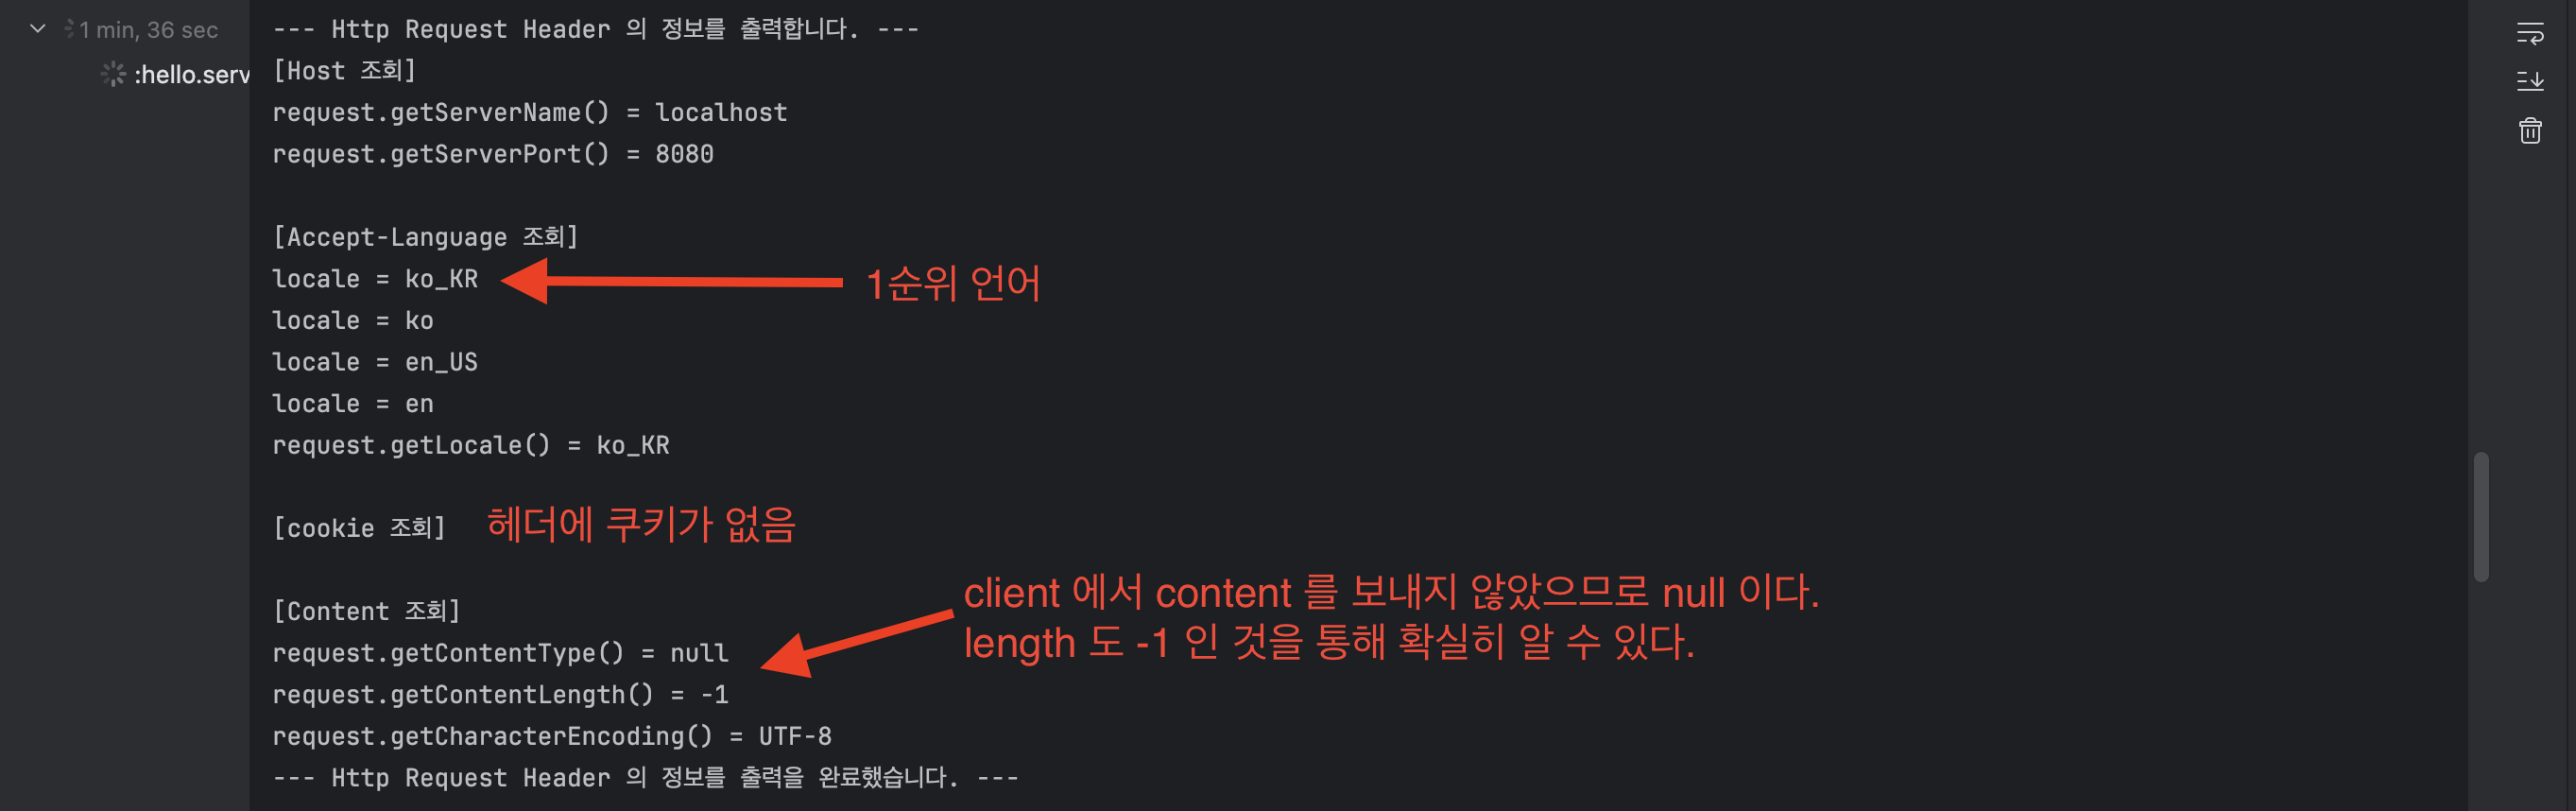 1 min, 36 sec
:hello.serv
--- Http Request Header 의 정보를 출력합니다. ---
[Host 조회]
request.getServerName() = localhost
request.getServerPort() = 8080
[Accept-Language 조회]
locale = ko_KR
1순위 언어
locale = ko
locale = en_US
locale = en
request.getLocale() = ko_KR
[cookie 조회]
헤더에 쿠키가 없음
client 에서 content 를 보내지 않았으므로 null 이다.
length 도 -1 인 것을 통해 확실히 알 수 있다.
[Content 조회]
request.getContentType() = null
request.getContentLength() = -1
request.getCharacterEncoding() = UTF-8
--- Http Request Header 의 정보를 출력을 완료했습니다. ---